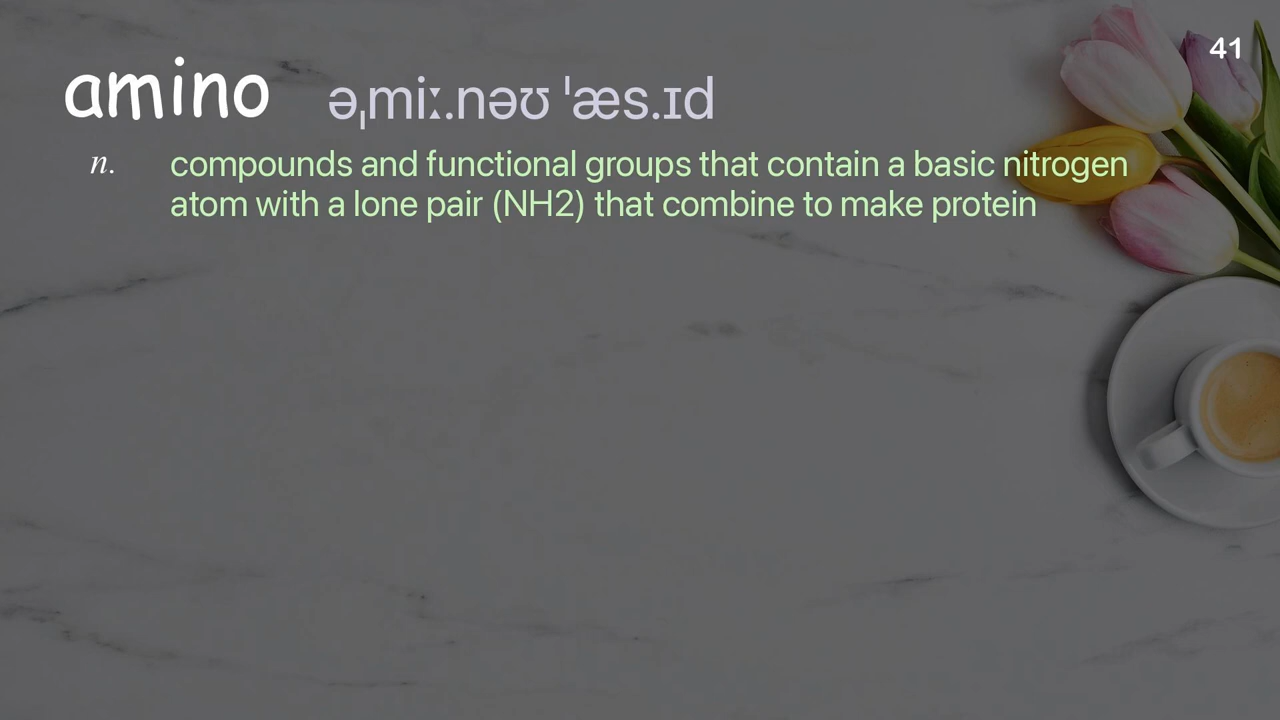 41
amino əˌmiː.nəʊ ˈæs.ɪd
n. compounds and functional groups that contain a basic nitrogen
atom with a lone pair (NH2) that combine to make protein